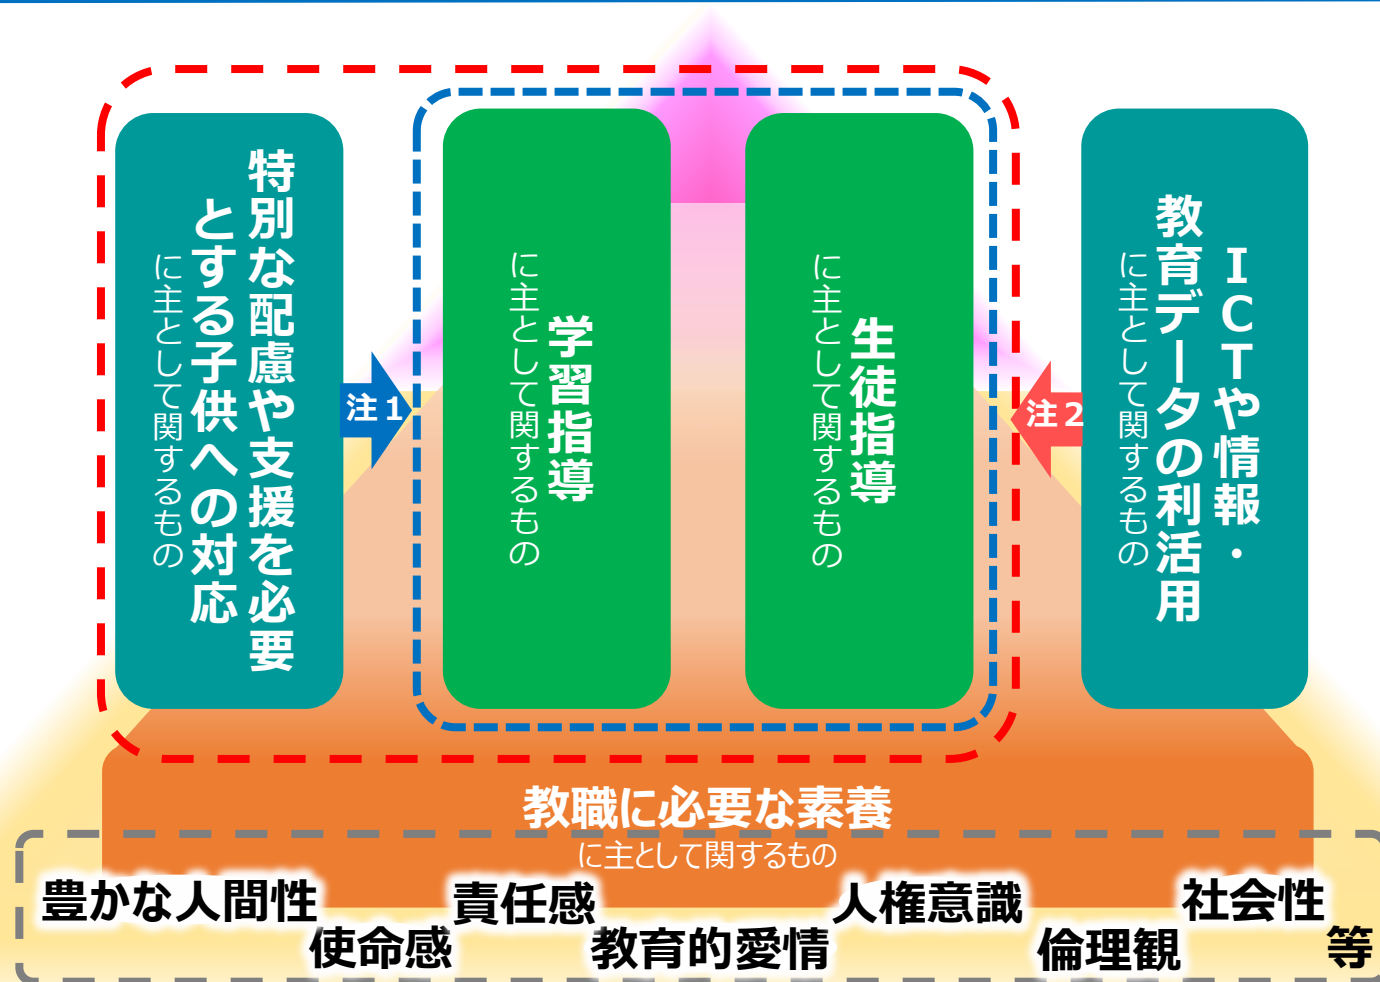 特別な配慮や支援を必要
とする子供への対応
に主として関するもの
注１
学習指導
に主として関するもの
生徒指導
に主として関するもの
注２
ＩＣＴや情報・
教育データの利活用
に主として関するもの
教職に必要な素養
に主として関するもの
豊かな人間性
使命感
責任感
教育的愛情
人権意識
倫理観
社会性
等